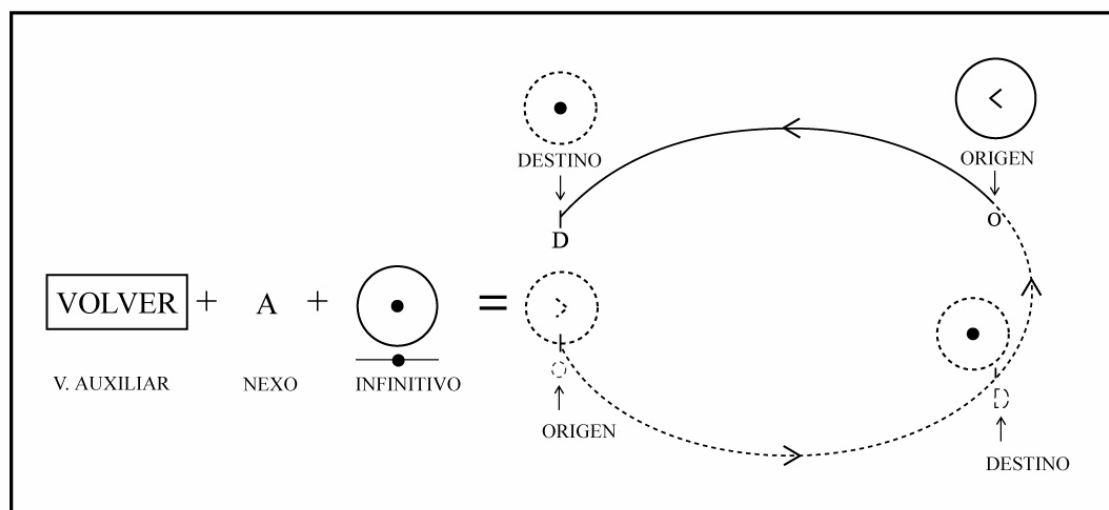 DESTINO
D
ORIGEN
O
VOLVER + A + =
V. AUXILIAR NEXO INFINITIVO
O
ORIGEN
D
DESTINO